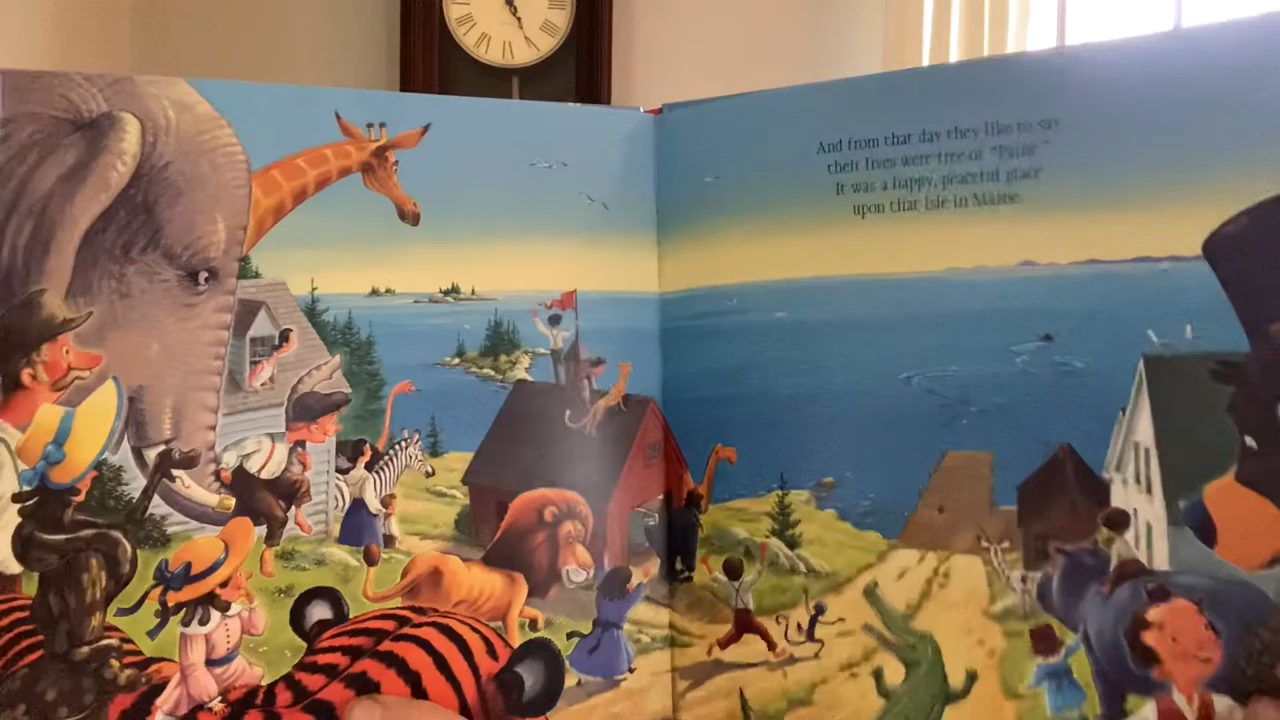 And from that day they like to say
their lives were free of "Paine."
It was a happy, peaceful place
upon that isle in Maine.